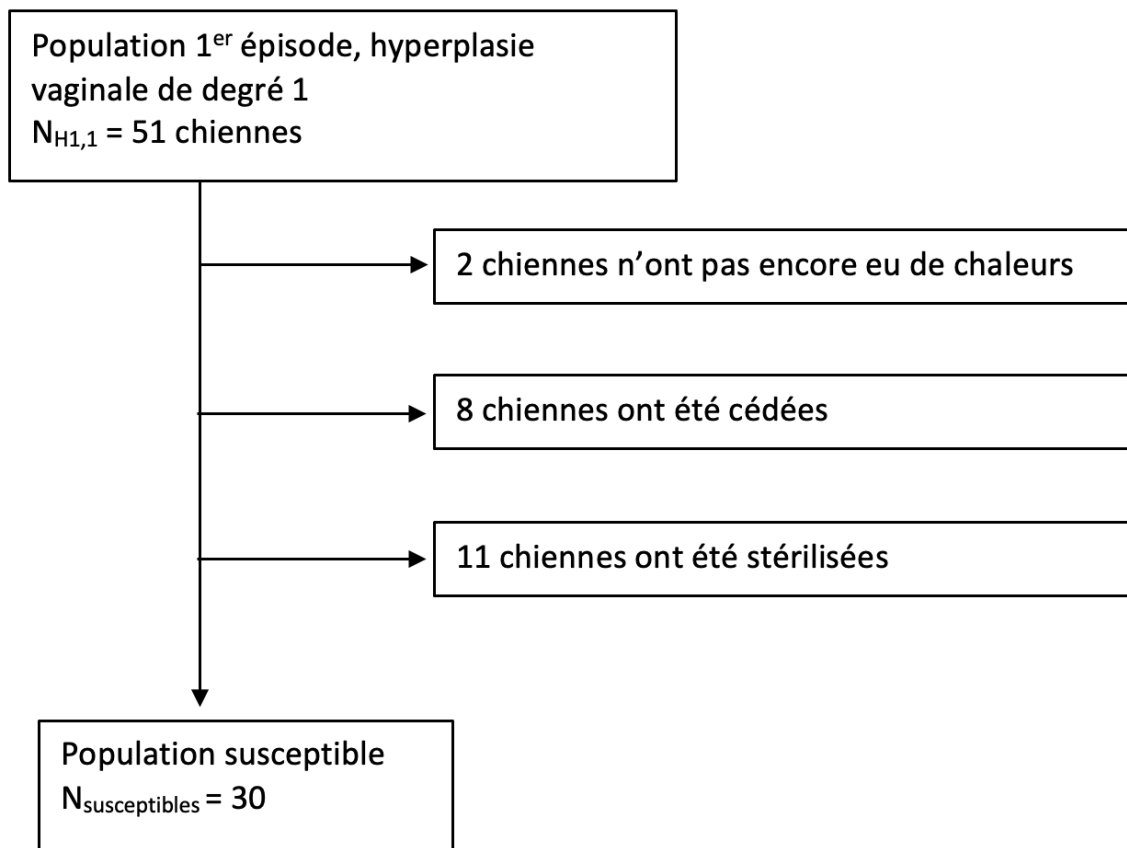 Population 1er épisode, hyperplasie
vaginale de degré 1
NH1,1 = 51 chiennes
2 chiennes n’ont pas encore eu de chaleurs
8 chiennes ont été cédées
11 chiennes ont été stérilisées
Population susceptible
Nsusceptibles = 30